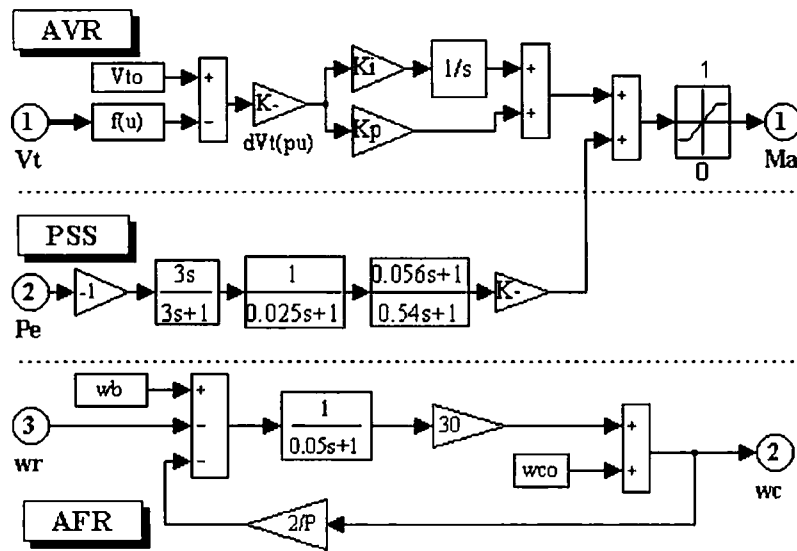 AVR
Vto
+
−
1
Vt
f(u)
K-
dVt(pu)
Ki
1/s
Kp
+
+
+
+
1
0
1
Ma
PSS
2
Pe
-1
3s
3s+1
1
0.025s+1
0.056s+1
0.54s+1
K-
wb
+
−
−
3
wr
1
0.05s+1
30
wco
+
+
2
wc
2/P
AFR